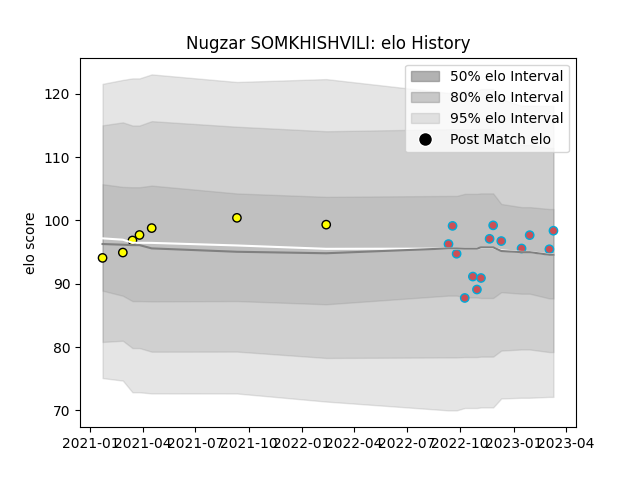 Nugzar SOMKHISHVILI: elo History
50% elo Interval
80% elo Interval
95% elo Interval
Post Match elo
elo score
120
110
100
90
80
70
2021-01 2021-04 2021-07 2021-10 2022-01 2022-04 2022-07 2022-10 2023-01 2023-04